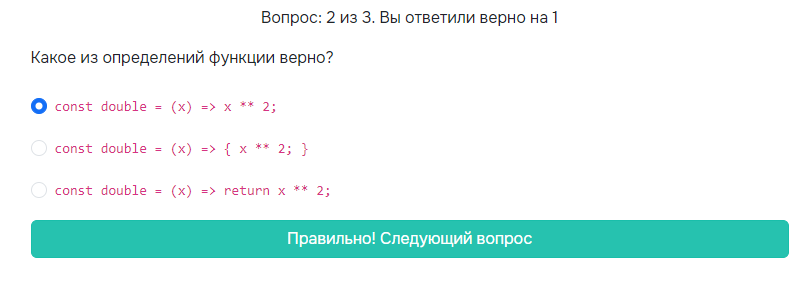 Вопрос: 2 из 3. Вы ответили верно на 1
Какое из определений функции верно?
const double = (x) => x ** 2;
const double = (x) => { x ** 2; }
const double = (x) => return x ** 2;
Правильно! Следующий вопрос